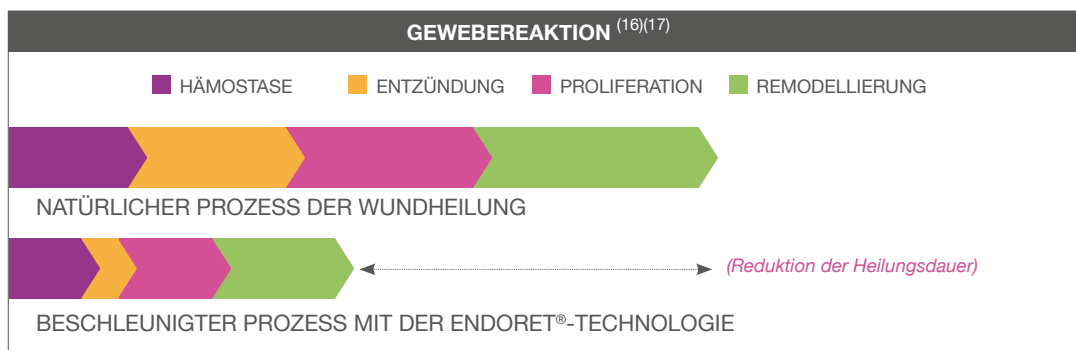 GEWEBEREAKTION (16)(17)
HÄMOSTASE ENTZÜNDUNG PROLIFERATION REMODELLIERUNG
NATÜRLICHER PROZESS DER WUNDHEILUNG
(Reduktion der Heilungsdauer)
BESCHLEUNIGTER PROZESS MIT DER ENDORET®-TECHNOLOGIE